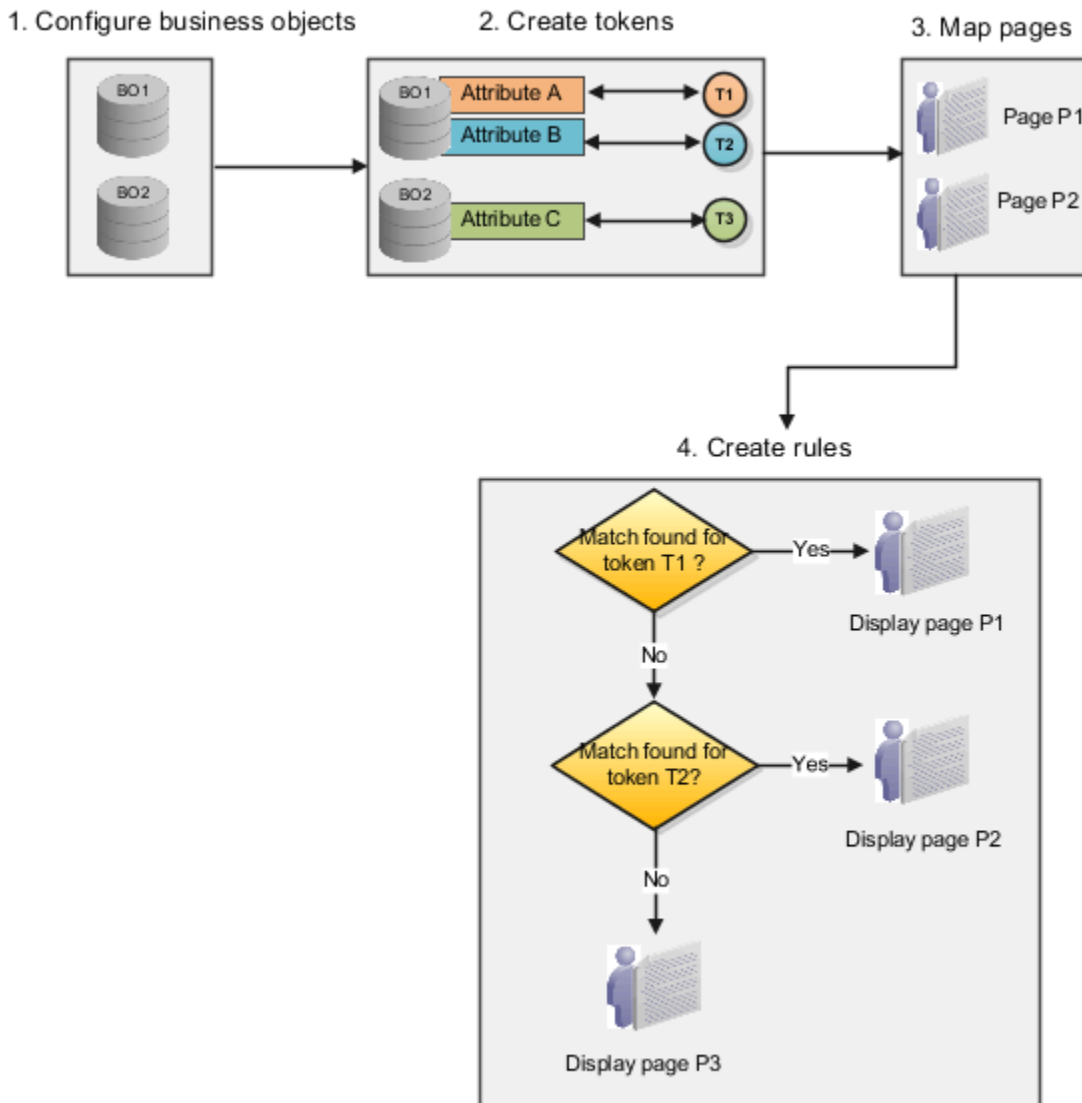 1. Configure business objects
2. Create tokens
3. Map pages
BO1
BO2
BO1
Attribute A
T1
Attribute B
T2
BO2
Attribute C
T3
Page P1
Page P2
4. Create rules
Match found for
token T1 ?
Yes
Display page P1
No
Match found for
token T2?
Yes
Display page P2
No
Display page P3